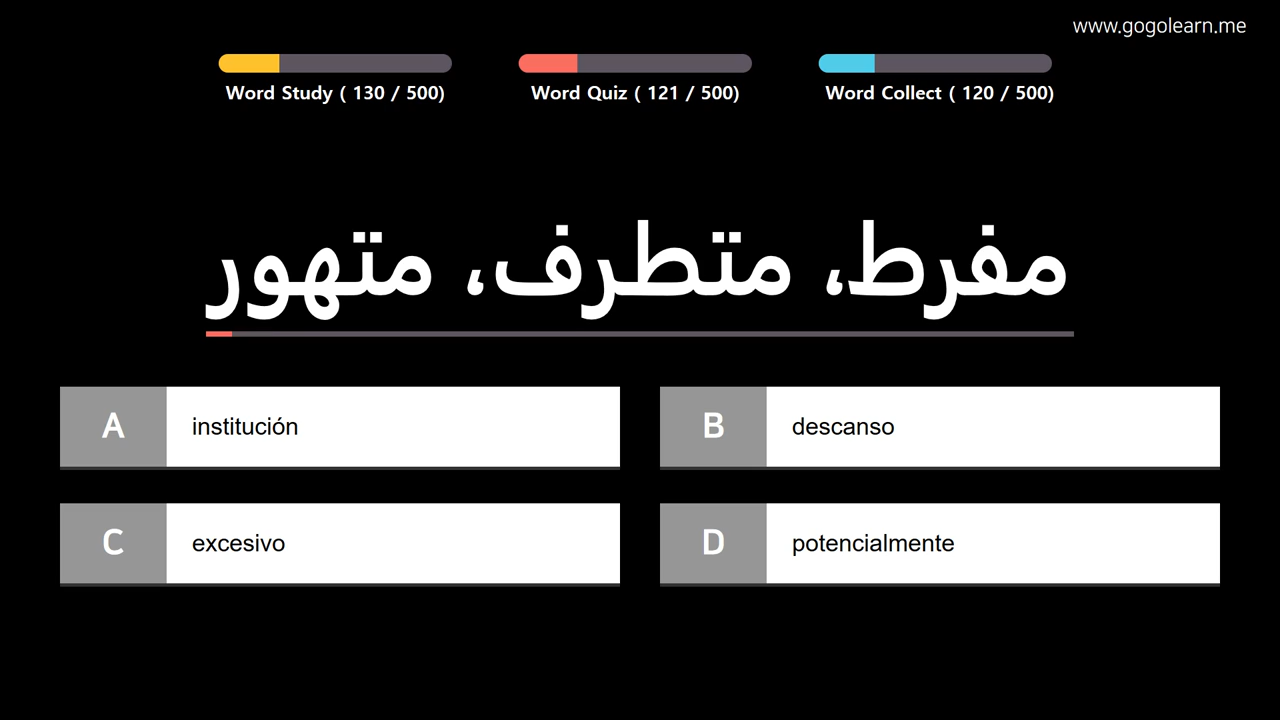 www.gogolearn.me
Word Study ( 130 / 500)
Word Quiz ( 121 / 500)
Word Collect ( 120 / 500)
مفرط، متطرف، متهور
A institución
B descanso
C excesivo
D potencialmente